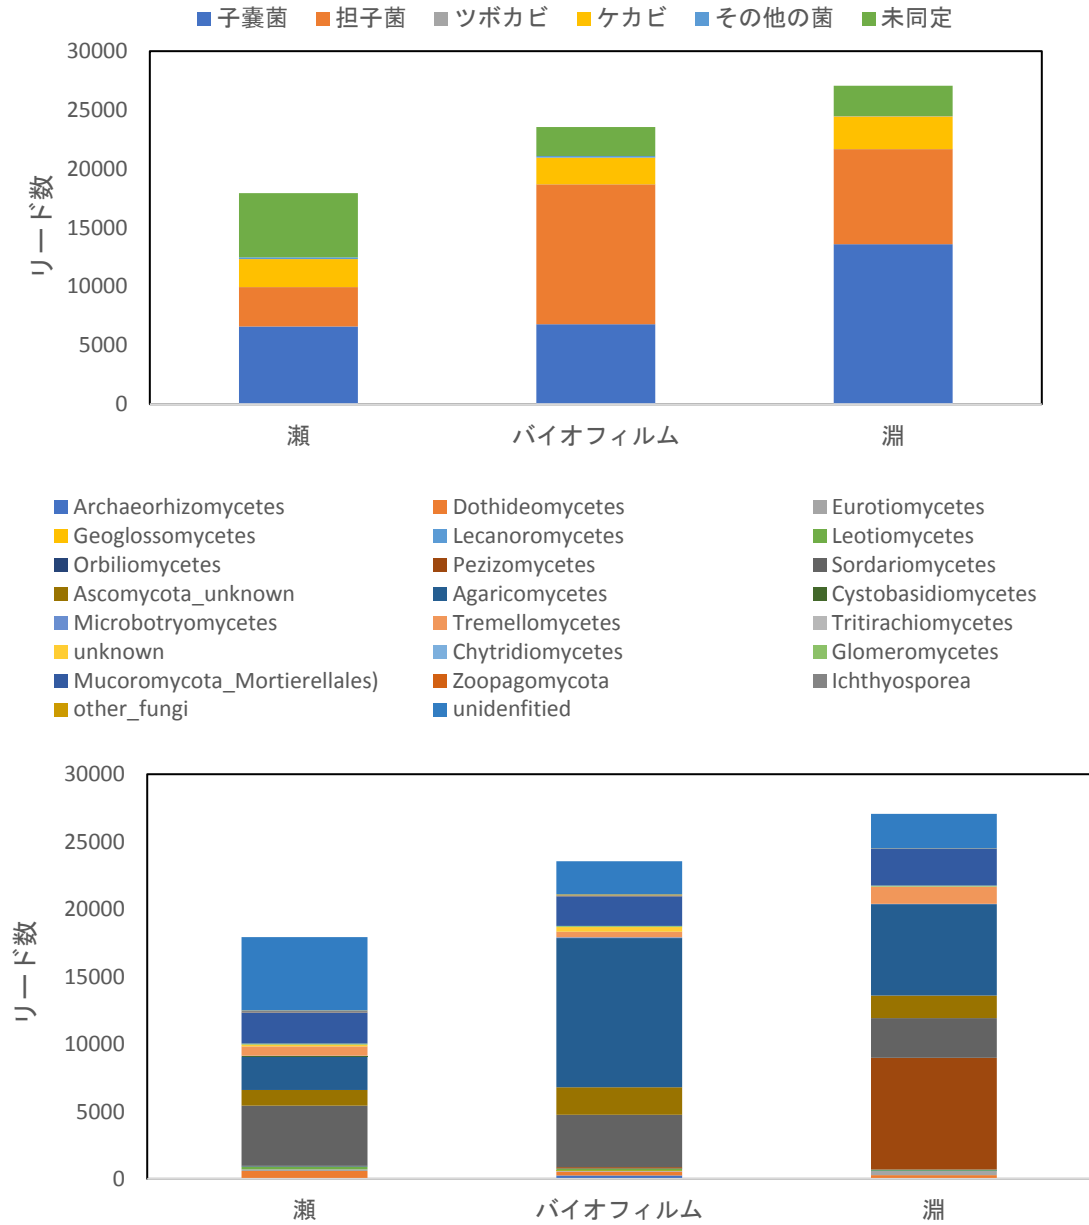 子嚢菌 担子菌 ツボカビ ケカビ その他の菌 未同定
30000
25000
20000
15000
10000
5000
0
リード数
瀬 バイオフィルム 淵
Archaeorhizomycetes Dothideomycetes Eurotiomycetes
Geoglossomycetes Lecanoromycetes Leotiomycetes
Orbiliomycetes Pezizomycetes Sordariomycetes
Ascomycota_unknown Agaricomycetes Cystobasidiomycetes
Microbotryomycetes Tremellomycetes Tritirachiomycetes
unknown Chytridiomycetes Glomeromycetes
Mucoromycota_Mortierellales) Zoopagomycota Ichthyosporea
other_fungi unidenfitied
30000
25000
20000
15000
10000
5000
0
リード数
瀬 バイオフィルム 淵